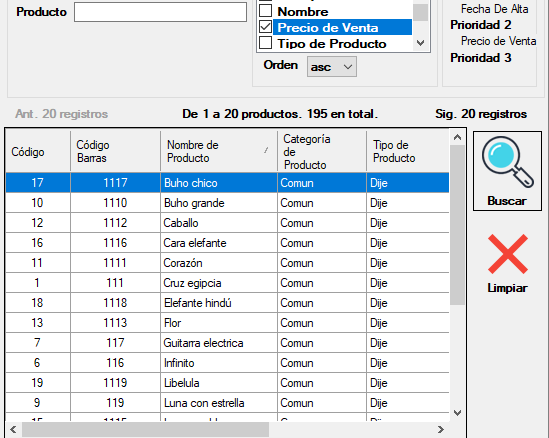 Fecha De Alta
Producto
Nombre
Prioridad 2
Precio de Venta
Precio de Venta
Tipo de Producto
Prioridad 3
Orden asc
Ant. 20 registros De 1 a 20 productos. 195 en total. Sig. 20 registros
Código Código Barras Nombre de Producto Categoría de Producto Tipo de Producto
17 1117 Buho chico Comun Dije
10 1110 Buho grande Comun Dije
12 1112 Caballo Comun Dije
16 1116 Cara elefante Comun Dije
11 1111 Corazón Comun Dije
1 111 Cruz egipcia Comun Dije
18 1118 Elefante hindú Comun Dije
13 1113 Flor Comun Dije
7 117 Guitarra electrica Comun Dije
6 116 Infinito Comun Dije
19 1119 Libelula Comun Dije
9 119 Luna con estrella Comun Dije
Buscar
Limpiar